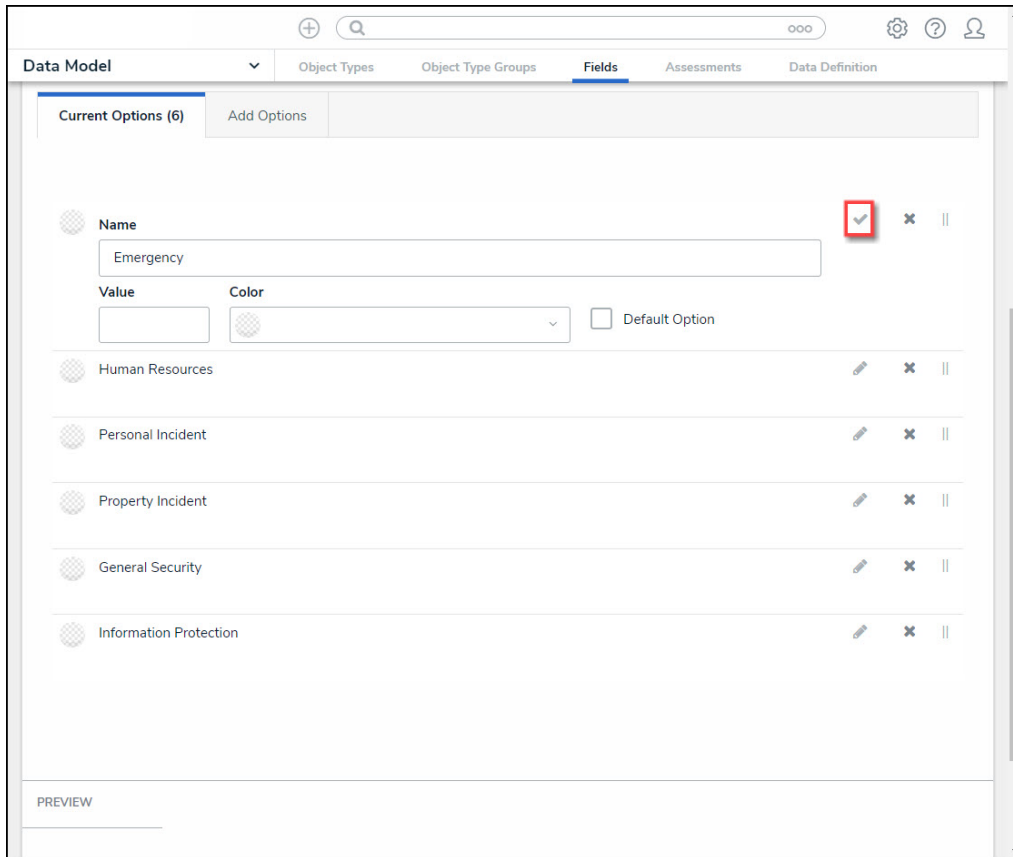 ooo
Data Model Object Types Object Type Groups Fields Assessments Data Definition
Current Options (6) Add Options
Name
Emergency
Value Color
Default Option
Human Resources
Personal Incident
Property Incident
General Security
Information Protection
PREVIEW